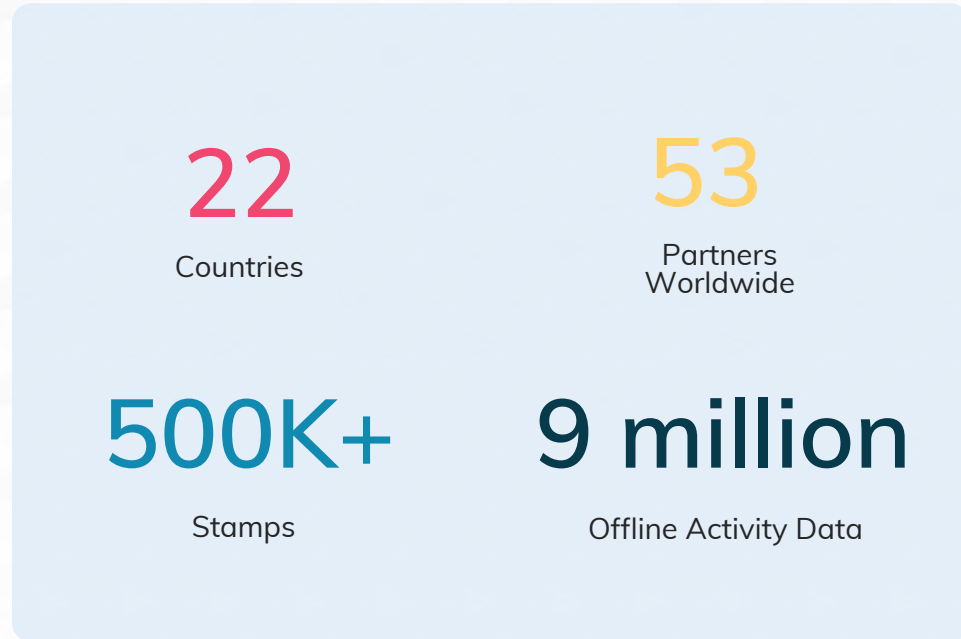 22
Countries
53
Partners
Worldwide
500K+
Stamps
9 million
Offline Activity Data